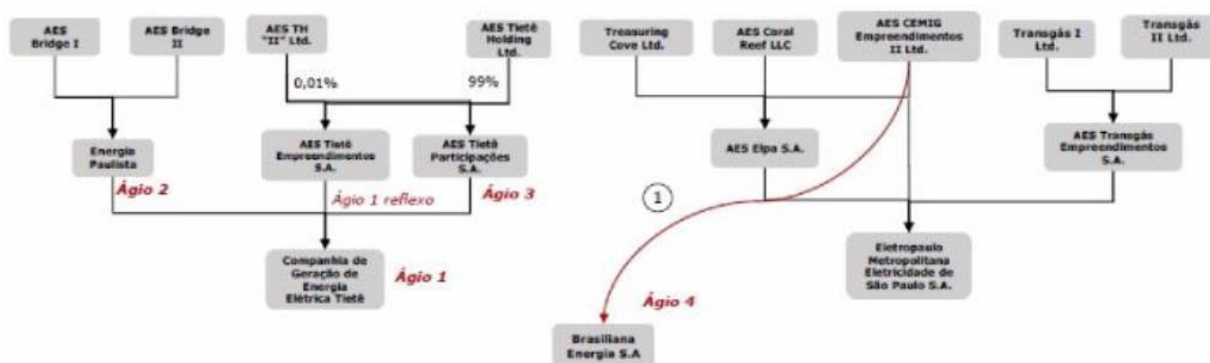 AES
Bridge I
AES Bridge
II
AES TH
"II" Ltd.
AES Tietê
Holding
Ltd.
Treasuring
Cove Ltd.
AES Coral
Reef LLC
AES CEMIG
Empreendimentos
II Ltd.
Transgás I
Ltd.
Transgás
II Ltd.
0,01%
99%
Energia
Paulista
AES Tietê
Empreendimentos
S.A.
AES Tietê
Participações
S.A.
AES Elpa S.A.
AES Transgás
Empreendimentos
S.A.
Ágio 2
Ágio 1 reflexo
Ágio 3
1
Companhia de
Geração de
Energia
Elétrica Tietê
Ágio 1
Eletropaulo
Metropolitana
Eletricidade de
São Paulo S.A.
Ágio 4
Brasiliana
Energia S.A